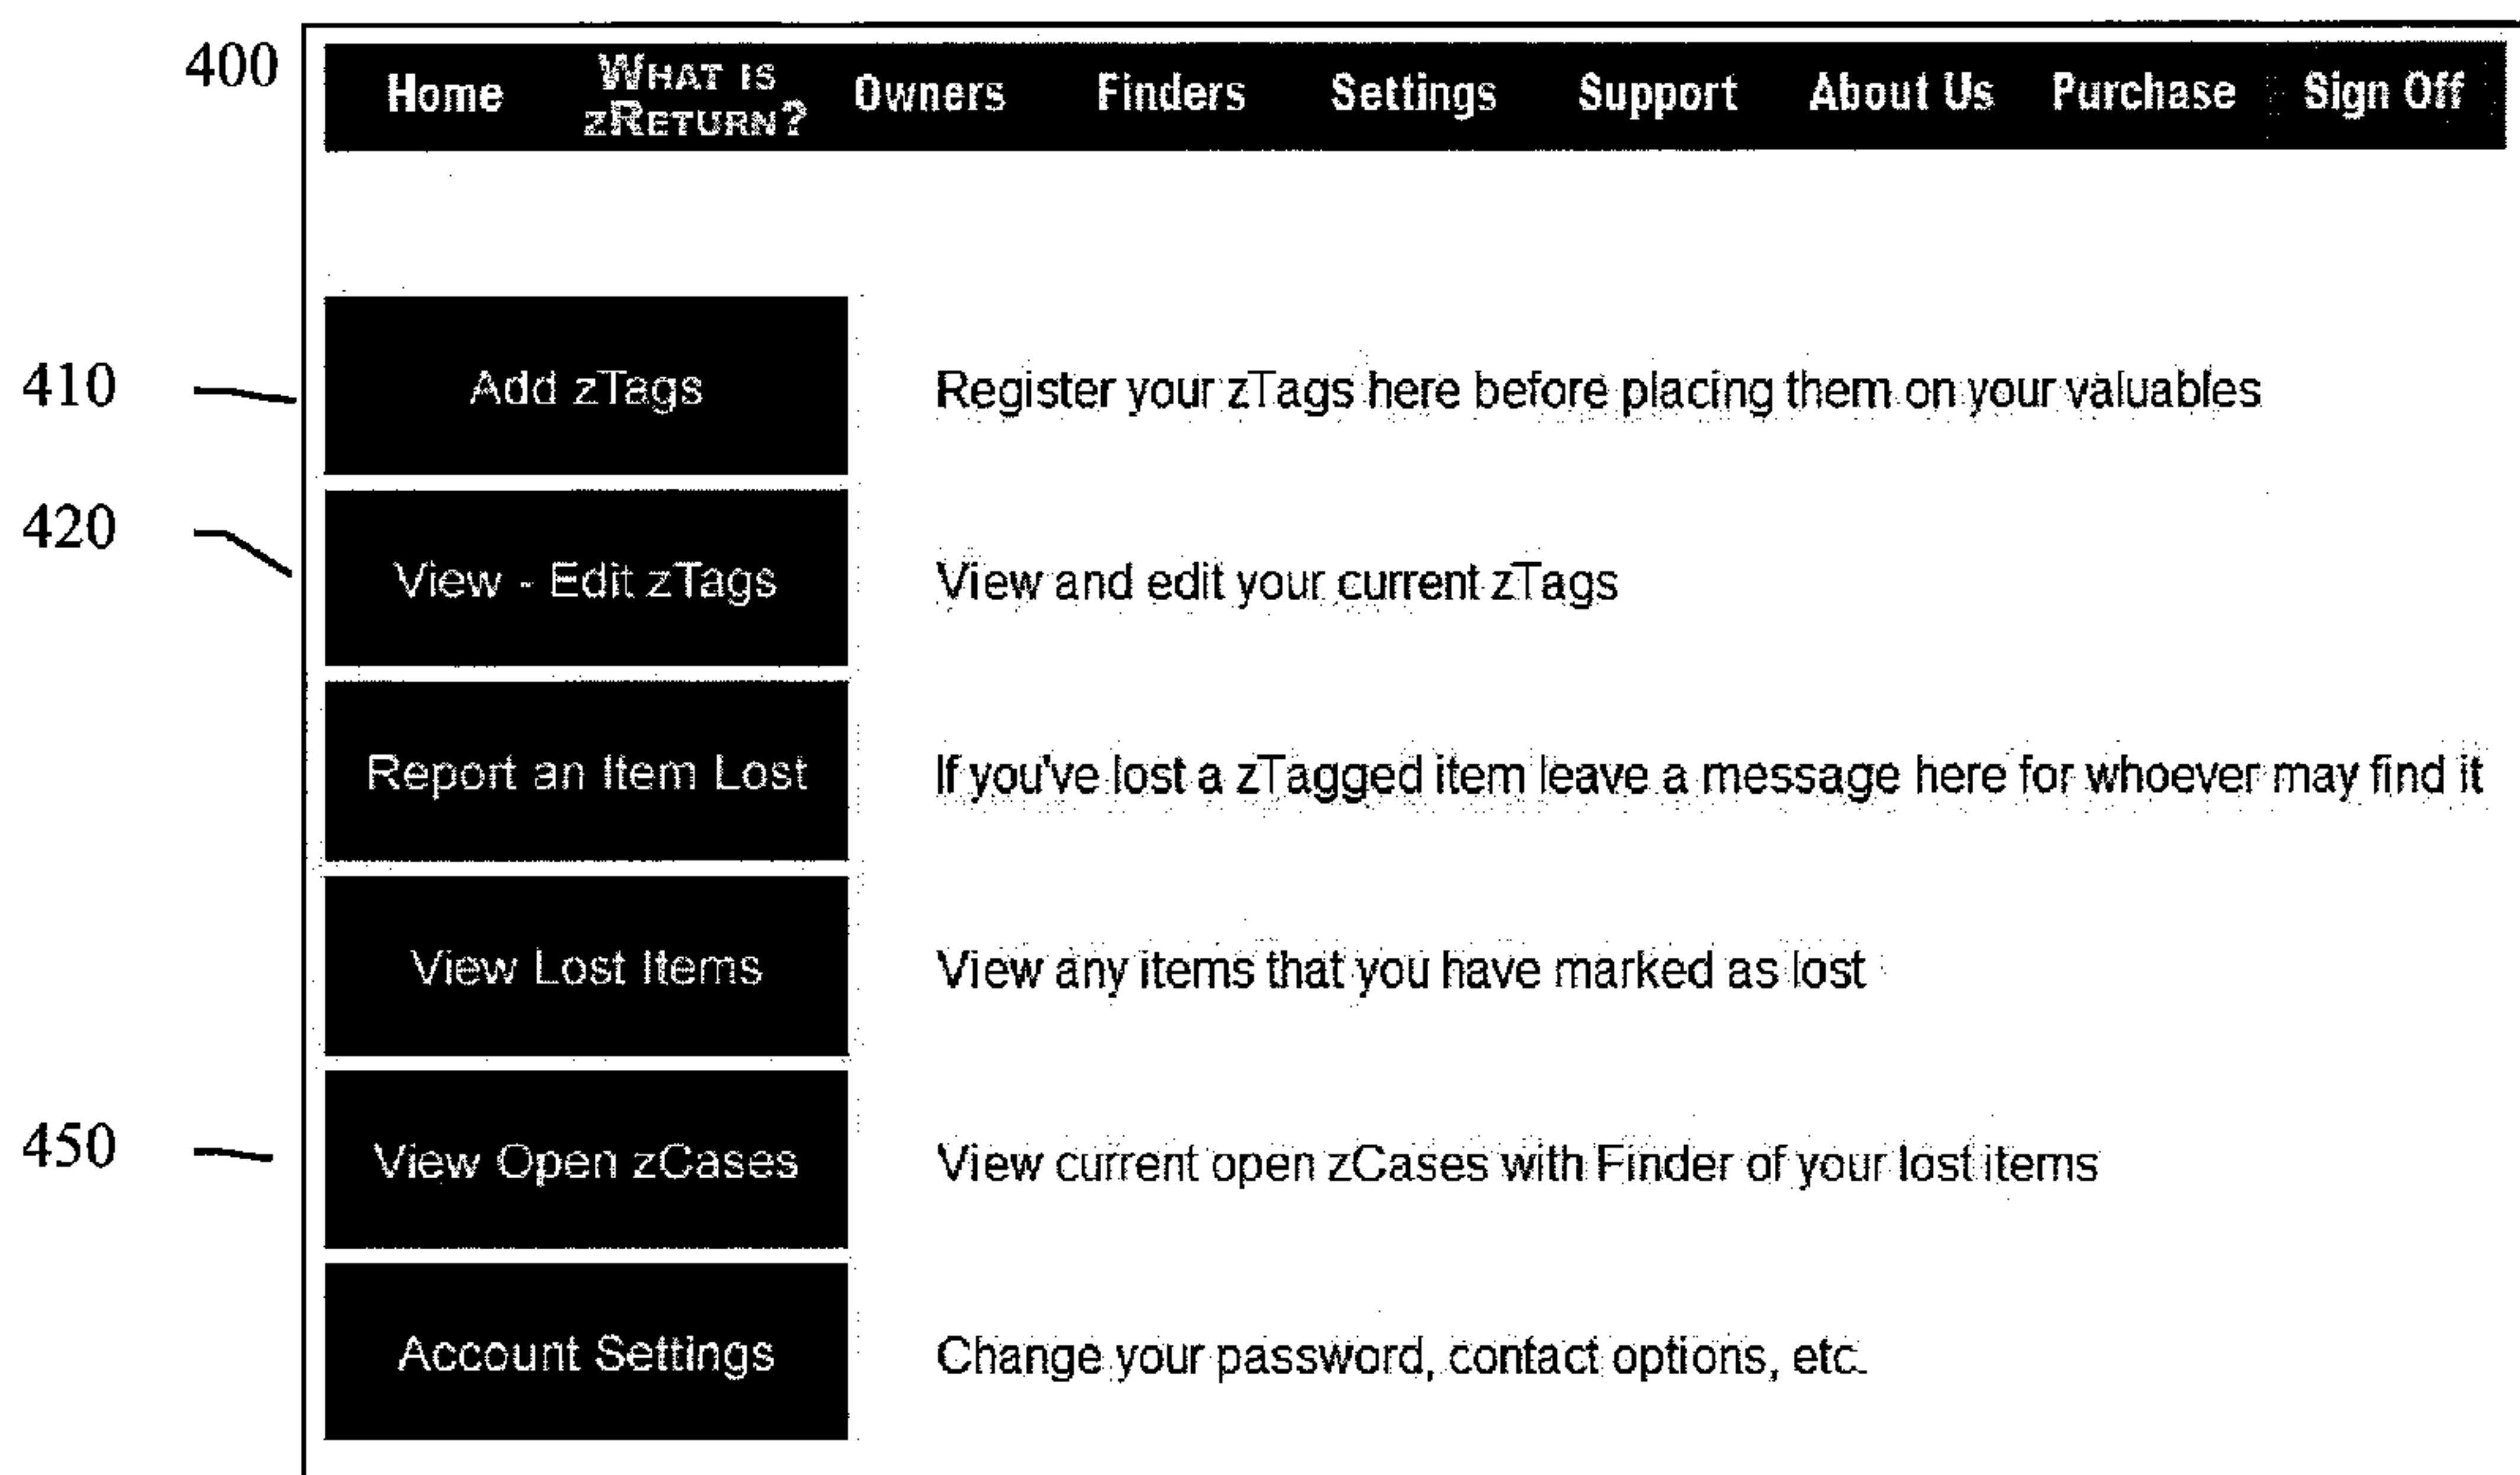 400
Home WHAT IS ZRETURN? Owners Finders Settings Support About Us Purchase Sign Off
410 Add zTags Register your zTags here before placing them on your valuables
420 View - Edit zTags View and edit your current zTags
Report an Item Lost If you've lost a zTagged item leave a message here for whoever may find it
View Lost Items View any items that you have marked as lost
450 View Open zCases View current open zCases with Finder of your lost items
Account Settings Change your password, contact options, etc.